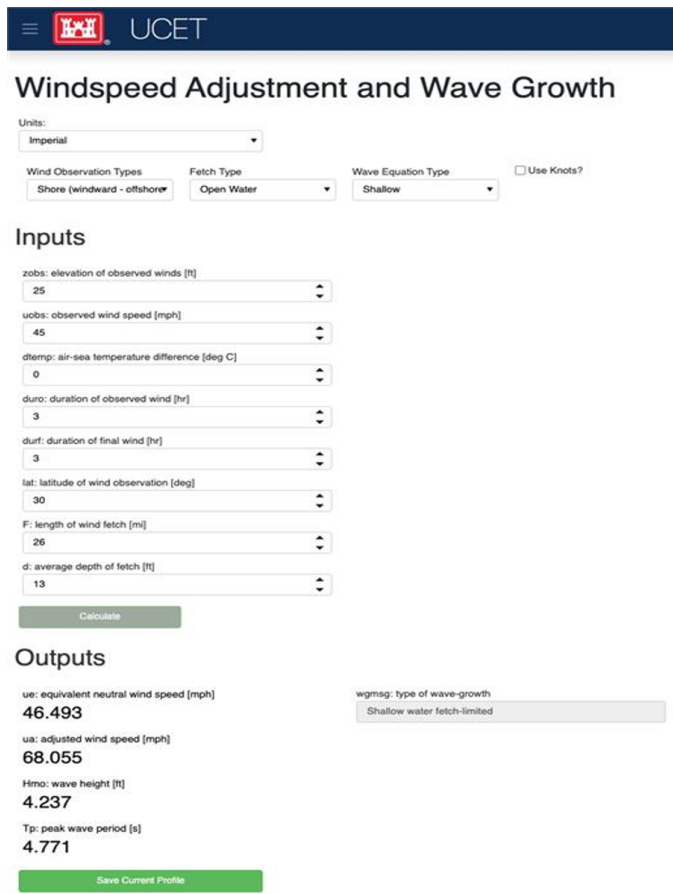 UCET
Windspeed Adjustment and Wave Growth
Units:
Imperial
Wind Observation Types Fetch Type Wave Equation Type Use Knots?
Shore (windward - offshore Open Water Shallow
Inputs
zobs: elevation of observed winds [ft]
25
uobs: observed wind speed [mph]
45
dtemp: air-sea temperature difference [deg C]
0
duro: duration of observed wind [hr]
3
durf: duration of final wind [hr]
3
lat: latitude of wind observation [deg]
30
F: length of wind fetch [mi]
26
d: average depth of fetch [ft]
13
Calculate
Outputs
ue: equivalent neutral wind speed [mph] wgmsg: type of wave-growth
46.493 Shallow water fetch-limited
ua: adjusted wind speed [mph]
68.055
Hmo: wave height [ft]
4.237
Tp: peak wave period [s]
4.771
Save Current Profile